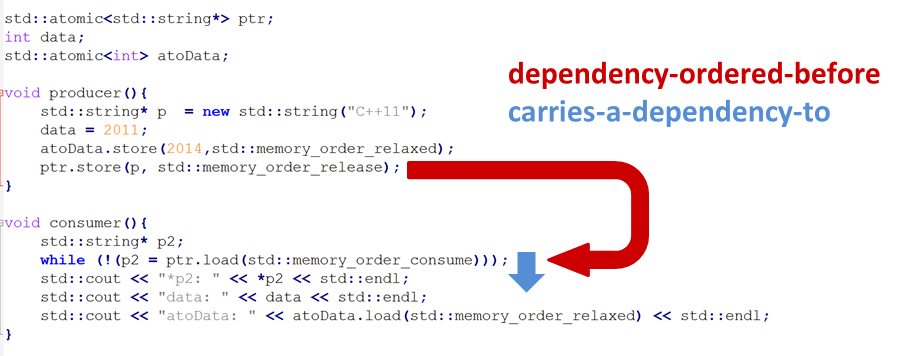 std::atomic<std::string*> ptr;
int data;
std::atomic<int> atoData;
dependency-ordered-before
carries-a-dependency-to
void producer(){
    std::string* p  = new std::string("C++11");
    data = 2011;
    atoData.store(2014,std::memory_order_relaxed);
    ptr.store(p, std::memory_order_release);
}
void consumer(){
    std::string* p2;
    while (!(p2 = ptr.load(std::memory_order_consume)));
    std::cout << "*p2: " << *p2 << std::endl;
    std::cout << "data: " << data << std::endl;
    std::cout << "atoData: " << atoData.load(std::memory_order_relaxed) << std::endl;
}